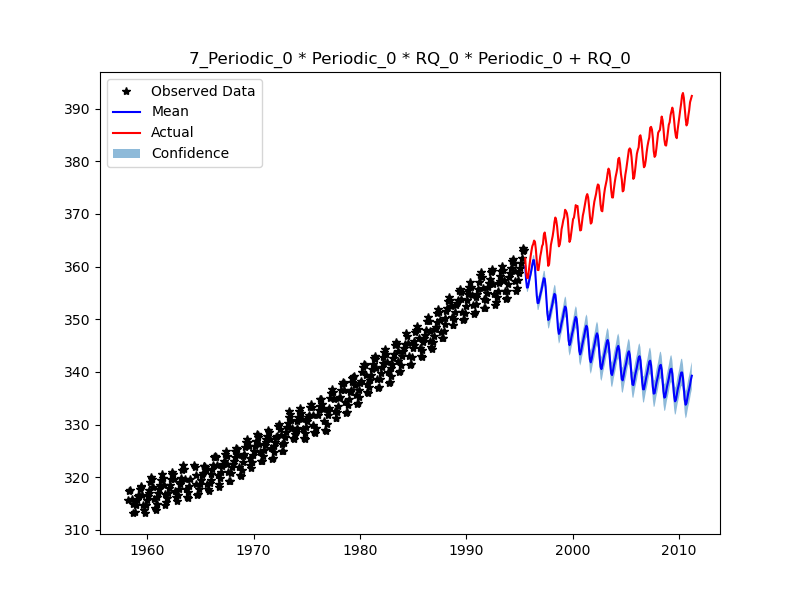 7_Periodic_0 * Periodic_0 * RQ_0 * Periodic_0 + RQ_0
Observed Data
Mean
Actual
Confidence
390
380
370
360
350
340
330
320
310
1960 1970 1980 1990 2000 2010